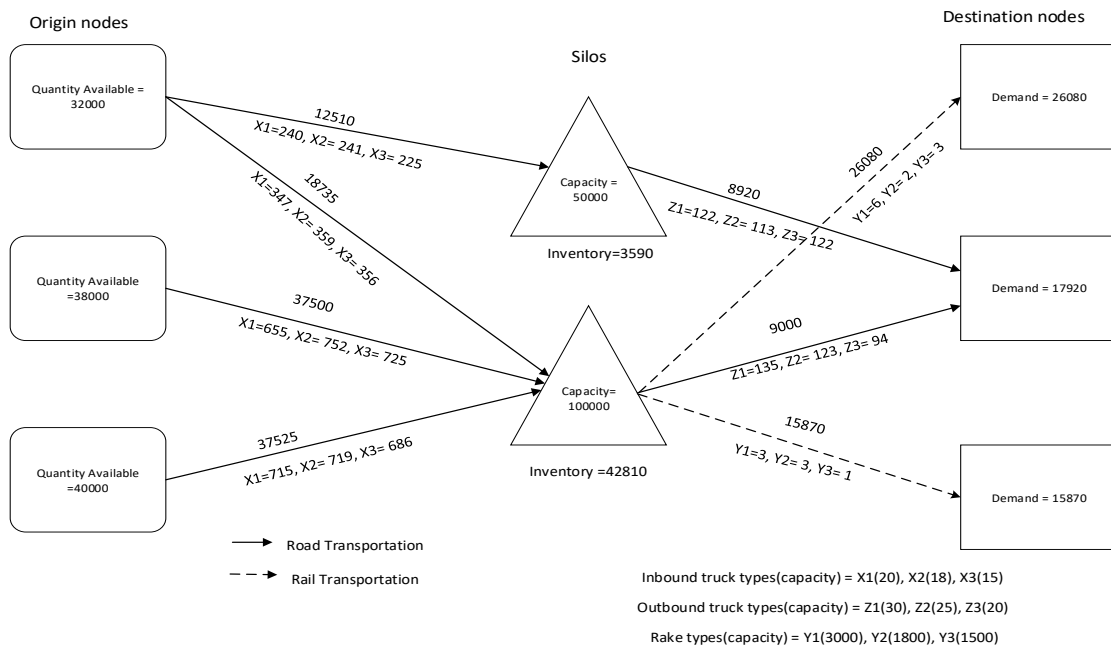 Origin nodes
Destination nodes
Silos
Quantity Available =
32000
12510
X1=240, X2= 241, X3= 225
18735
X1=347, X2= 359, X3= 356
Capacity =
50000
Inventory=3590
8920
Z1=122, Z2= 113, Z3= 122
26080
Y1=6, Y2= 2, Y3= 3
Demand = 26080
Quantity Available
=38000
37500
X1=655, X2= 752, X3= 725
Demand = 17920
9000
Z1=135, Z2= 123, Z3= 94
Capacity=
100000
Inventory =42810
Quantity Available
=40000
37525
X1=715, X2= 719, X3= 686
15870
Y1=3, Y2= 3, Y3= 1
Demand = 15870
Road Transportation
Rail Transportation
Inbound truck types(capacity) = X1(20), X2(18), X3(15)
Outbound truck types(capacity) = Z1(30), Z2(25), Z3(20)
Rake types(capacity) = Y1(3000), Y2(1800), Y3(1500)